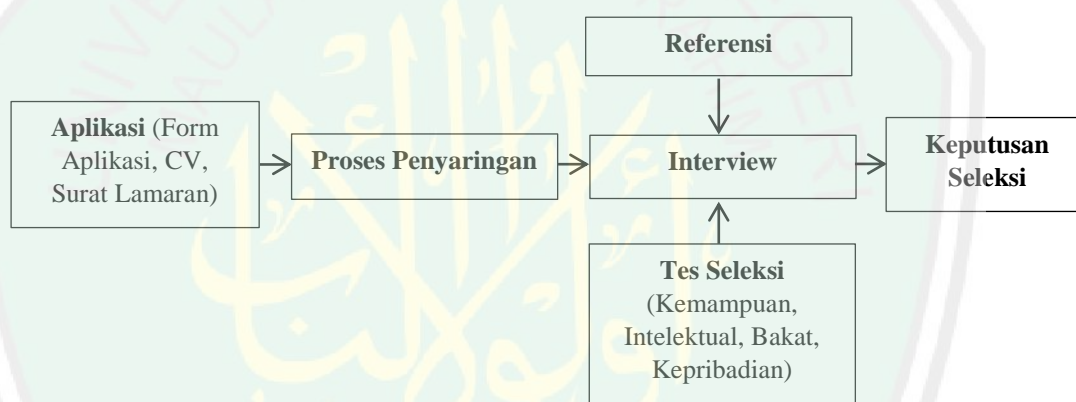 Referensi
Aplikasi (Form
Aplikasi, CV,
Surat Lamaran)
Proses Penyaringan
Interview
Keputusan
Seleksi
Tes Seleksi
(Kemampuan,
Intelektual, Bakat,
Kepribadian)